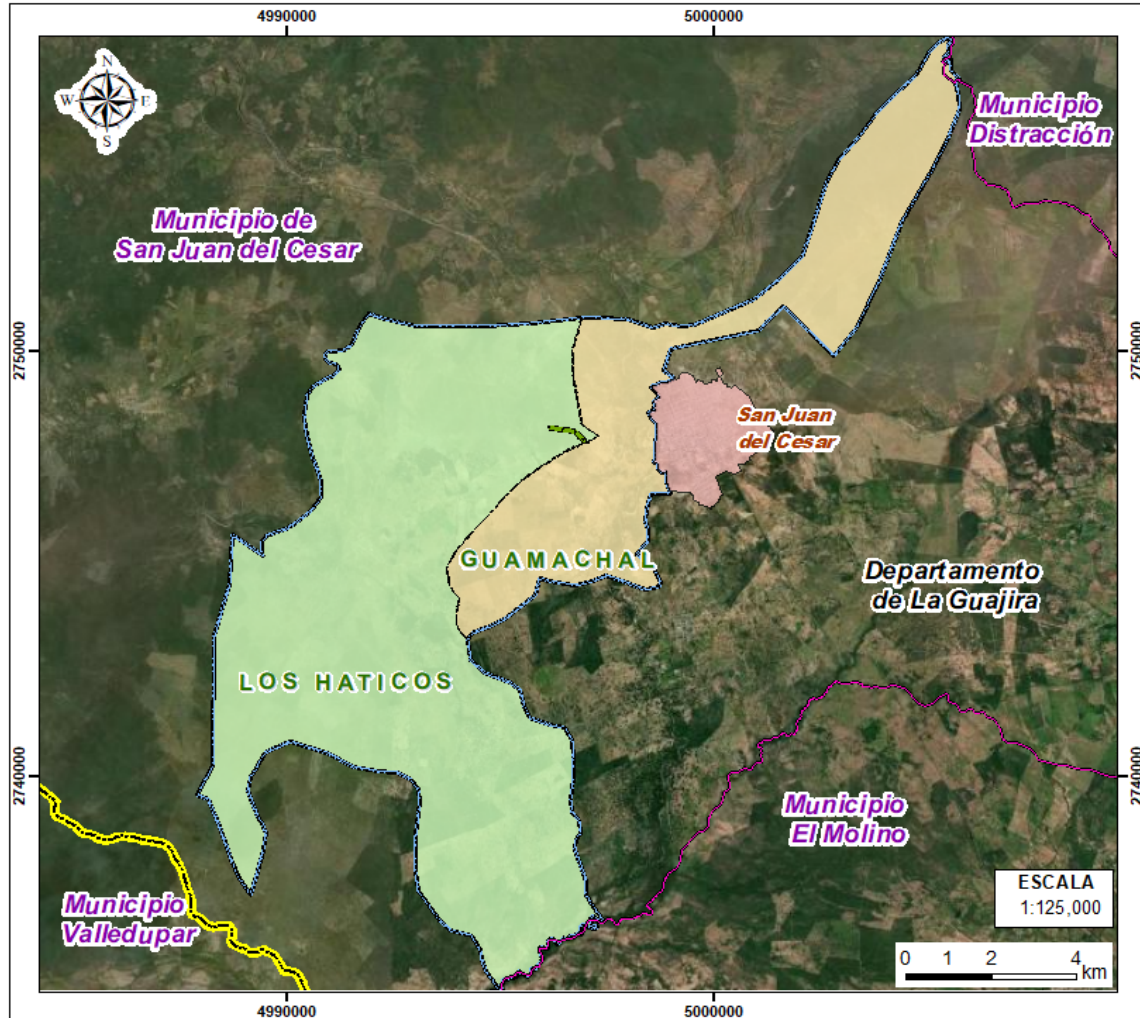 4990000
5000000
N
W
E
S
Municipio
Distracción
Municipio de
San Juan del Cesar
2750000
2750000
San Juan
del Cesar
GUAMACHAL
Departamento
de La Guajira
LOS HATICOS
2740000
2740000
Municipio
El Molino
Municipio
Valledupar
ESCALA
1:125,000
0 1 2 4
km
4990000
5000000